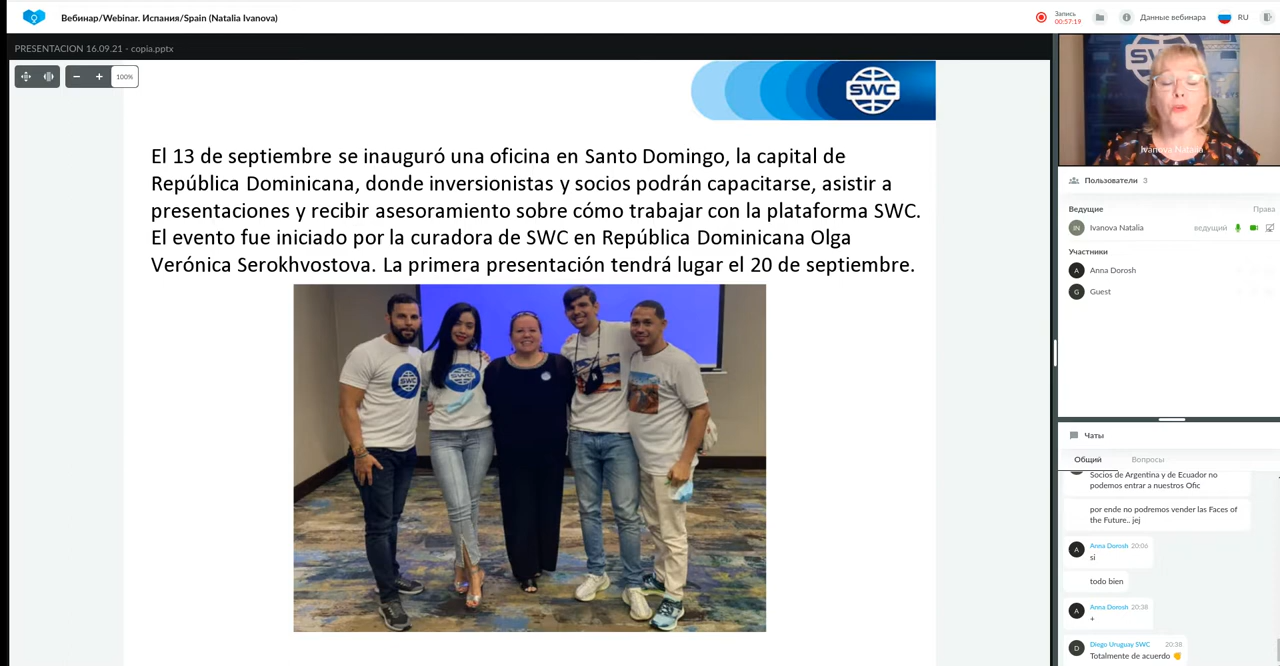 Вебинар/Webinar. Испания/Spain (Natalia Ivanova)
Запись
00:57:19
Данные вебинара
RU
PRESENTACION 16.09.21 - copia.pptx
100%
SWC
El 13 de septiembre se inauguró una oficina en Santo Domingo, la capital de
República Dominicana, donde inversionistas y socios podrán capacitarse, asistir a
presentaciones y recibir asesoramiento sobre cómo trabajar con la plataforma SWC.
El evento fue iniciado por la curadora de SWC en República Dominicana Olga
Verónica Serokhvostova. La primera presentación tendrá lugar el 20 de septiembre.
SWC
SWC
SWC
Ivanova Natalia
Пользователи 3
Ведущие
Права
IN
Ivanova Natalia
ведущий
Участники
A
Anna Dorosh
G
Guest
Чаты
Общий
Вопросы
Socios de Argentina y de Ecuador no
podemos entrar a nuestros Ofic
por ende no podremos vender las Faces of
the Future.. jej
A
Anna Dorosh 20:06
si
todo bien
A
Anna Dorosh 20:38
+
D
Diego Uruguay SWC 20:38
Totalmente de acuerdo